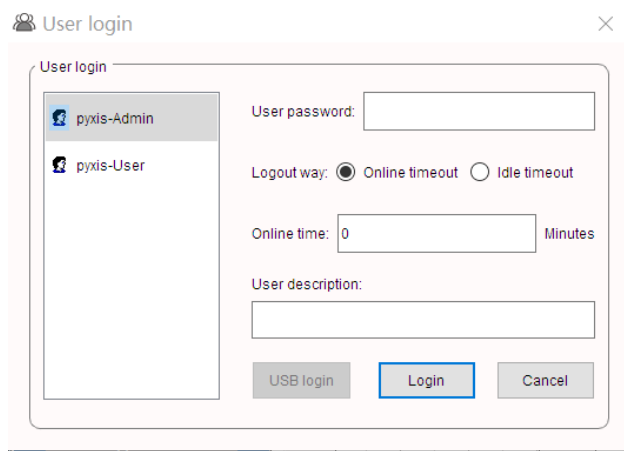 User login
User login
pyxis-Admin
pyxis-User
User password:
Logout way: Online timeout Idle timeout
Online time: 0 Minutes
User description:
USB login Login Cancel